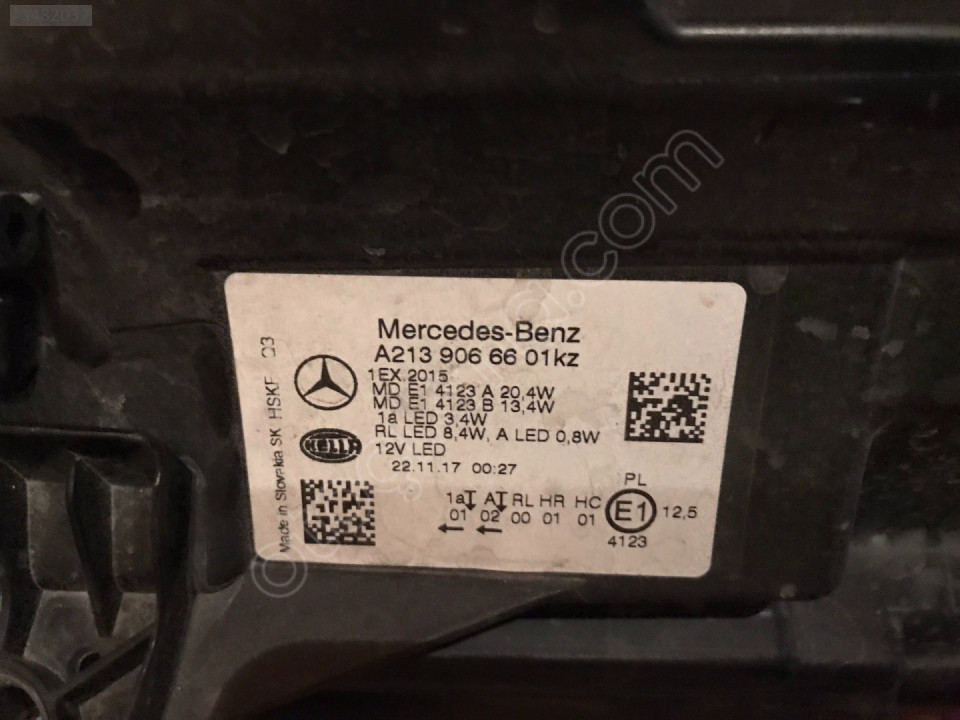 Mercedes-Benz
A213 906 66 01kz
1EX.2015
MD E1 4123 A 20,4W
MD E1 4123 B 13,4W
1a LED 3,4W
RL LED 8,4W, A LED 0,8W
12V LED
22.11.17 00:27
HELLA
Made in Slovakia SK HSKF 03
1a A RL HR HC
01 02 00 01 01
PL
E1
12,5
4123